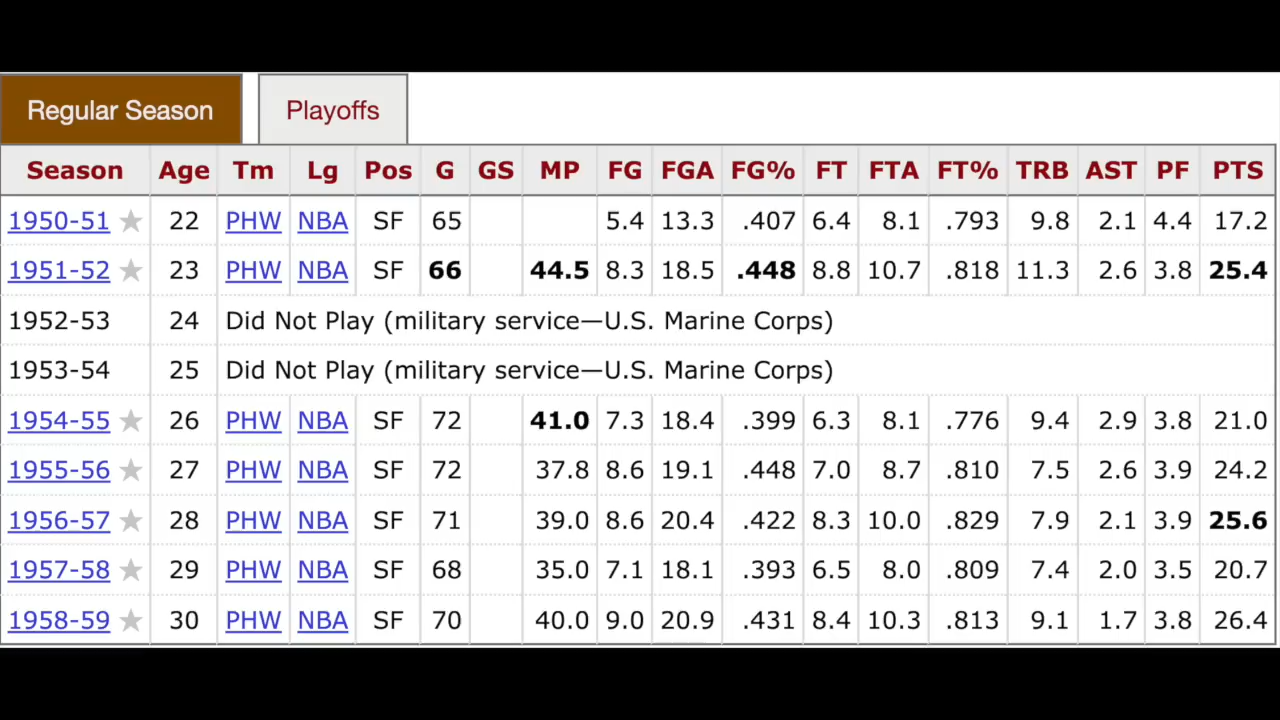 Regular Season Playoffs
Season Age Tm Lg Pos G GS MP FG FGA FG% FT FTA FT% TRB AST PF PTS
1950-51 ★ 22 PHW NBA SF 65 5.4 13.3 .407 6.4 8.1 .793 9.8 2.1 4.4 17.2
1951-52 ★ 23 PHW NBA SF 66 44.5 8.3 18.5 .448 8.8 10.7 .818 11.3 2.6 3.8 25.4
1952-53 24 Did Not Play (military service—U.S. Marine Corps)
1953-54 25 Did Not Play (military service—U.S. Marine Corps)
1954-55 ★ 26 PHW NBA SF 72 41.0 7.3 18.4 .399 6.3 8.1 .776 9.4 2.9 3.8 21.0
1955-56 ★ 27 PHW NBA SF 72 37.8 8.6 19.1 .448 7.0 8.7 .810 7.5 2.6 3.9 24.2
1956-57 ★ 28 PHW NBA SF 71 39.0 8.6 20.4 .422 8.3 10.0 .829 7.9 2.1 3.9 25.6
1957-58 ★ 29 PHW NBA SF 68 35.0 7.1 18.1 .393 6.5 8.0 .809 7.4 2.0 3.5 20.7
1958-59 ★ 30 PHW NBA SF 70 40.0 9.0 20.9 .431 8.4 10.3 .813 9.1 1.7 3.8 26.4